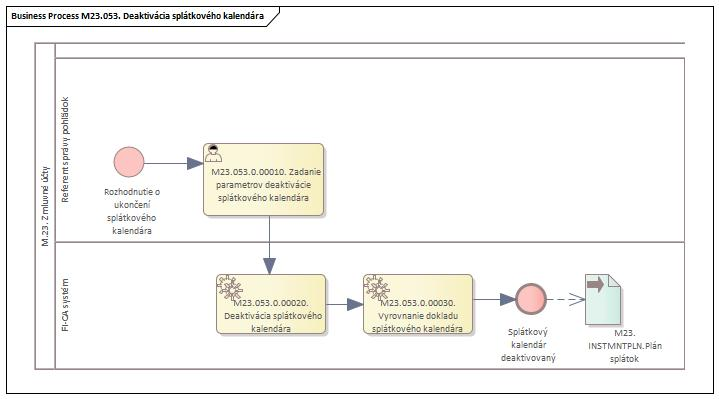 Business Process M23.053. Deaktivácia splátkového kalendára
M.23. Zmluvné účty
Referent správy pohľadok
Rozhodnutie o
ukončení
splátkového
kalendára
M23.053.0.00010. Zadanie
parametrov deaktivácie
splátkového kalendára
FI-CA systém
M23.053.0.00020.
Deaktivácia splátkového
kalendára
M23.053.0.00030.
Vyrovnanie dokladu
splátkového kalendára
Splátkový
kalendár
deaktivovaný
M23.
INSTMNTPLN.Plán
splátok